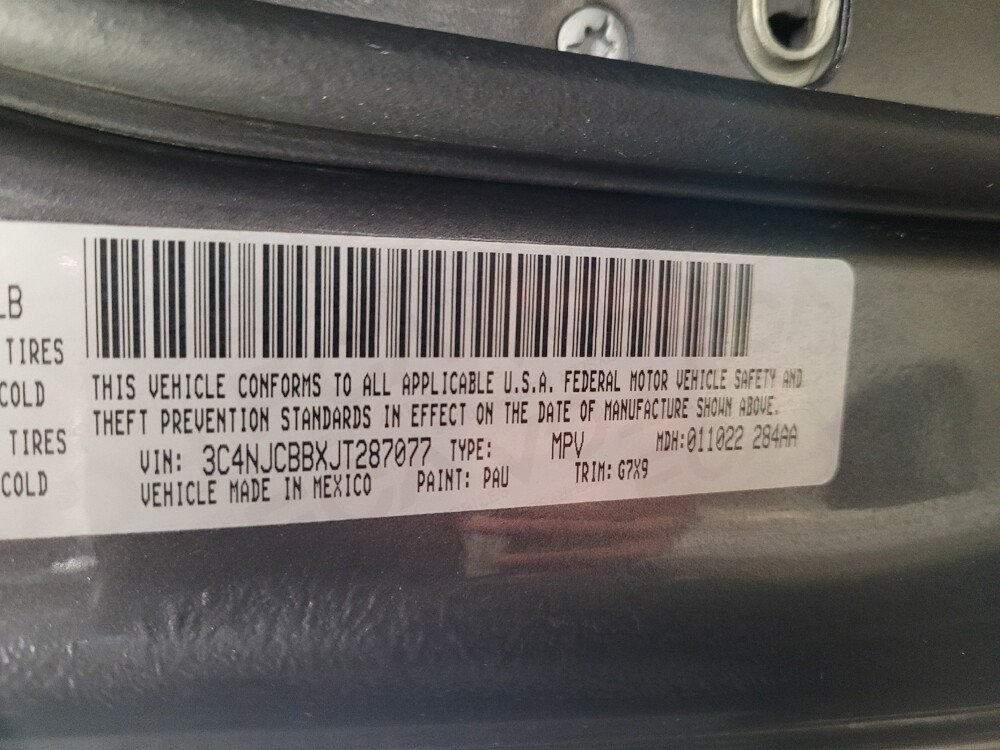 LB
TIRES
COLD
TIRES
COLD
THIS VEHICLE CONFORMS TO ALL APPLICABLE U.S.A. FEDERAL MOTOR VEHICLE SAFETY AND
THEFT PREVENTION STANDARDS IN EFFECT ON THE DATE OF MANUFACTURE SHOWN ABOVE.
VIN: 3C4NJCBBXJT287077 TYPE: MPV MDH:011022 284AA
VEHICLE MADE IN MEXICO PAINT: PAU TRIM: G7X9